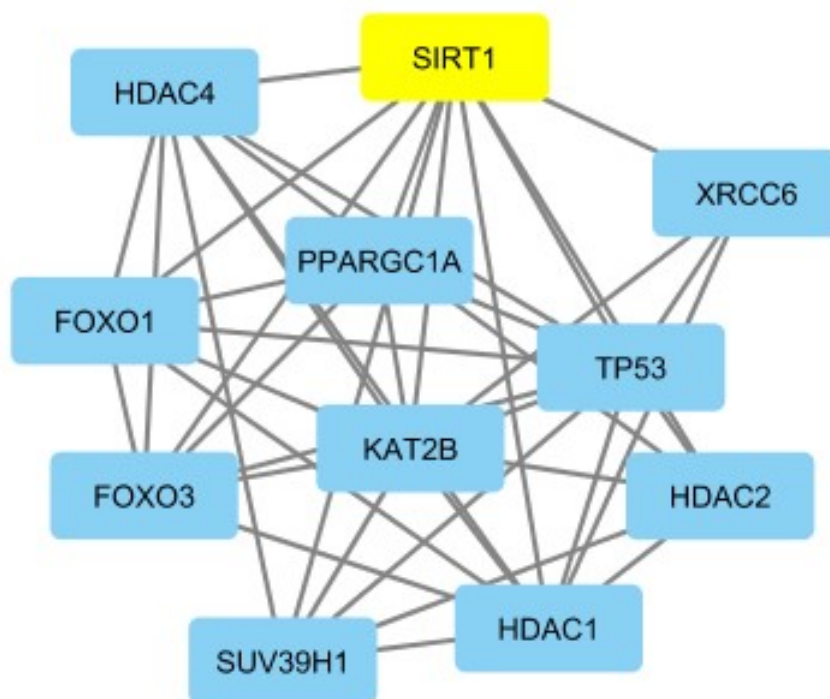 SIRT1
HDAC4
XRCC6
PPARGC1A
FOXO1
TP53
KAT2B
FOXO3
HDAC2
HDAC1
SUV39H1